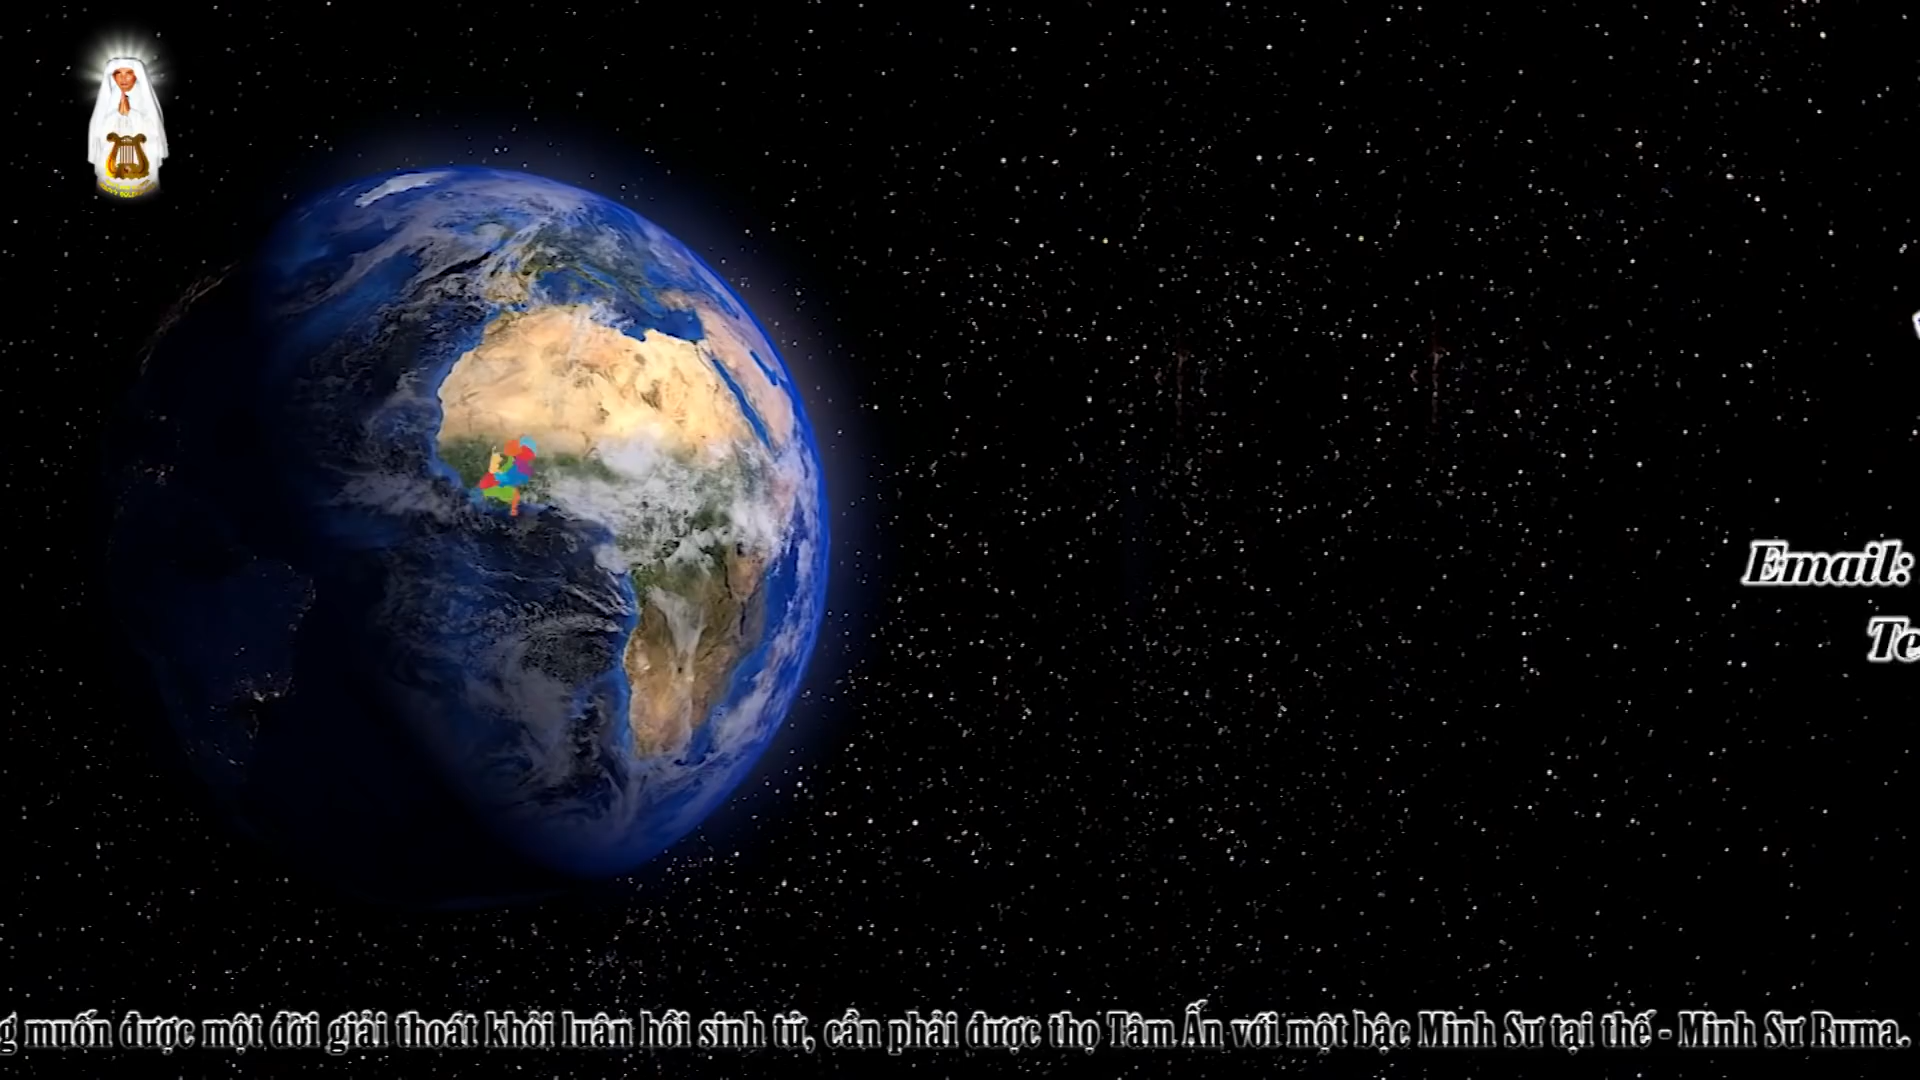 Email:
Te
g muốn được một đời giải thoát khỏi luân hồi sinh tử, cần phải được thọ Tâm Ấn với một bậc Minh Sư tại thế - Minh Sư Ruma.